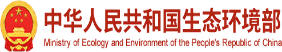 中华人民共和国生态环境部
Ministry of Ecology and Environment of the People's Republic of China